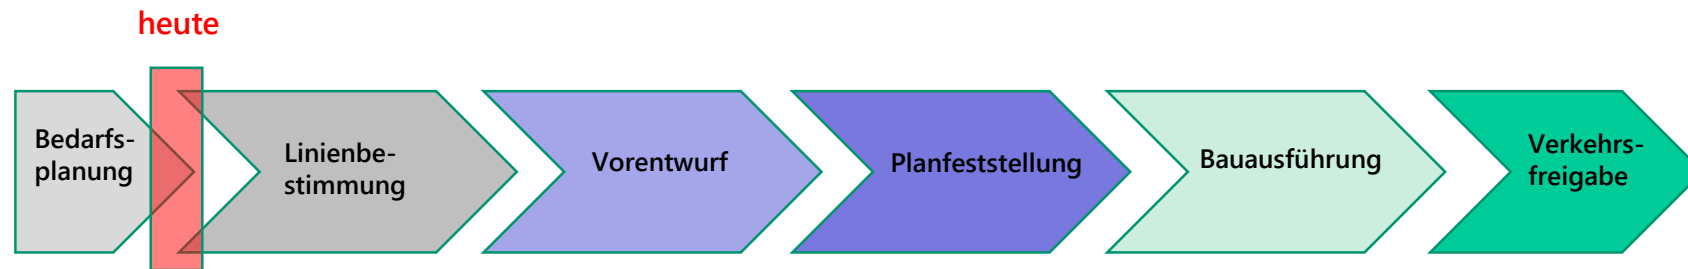 heute
Bedarfs-
planung
Linienbe-
stimmung
Vorentwurf
Planfeststellung
Bauausführung
Verkehrs-
freigabe